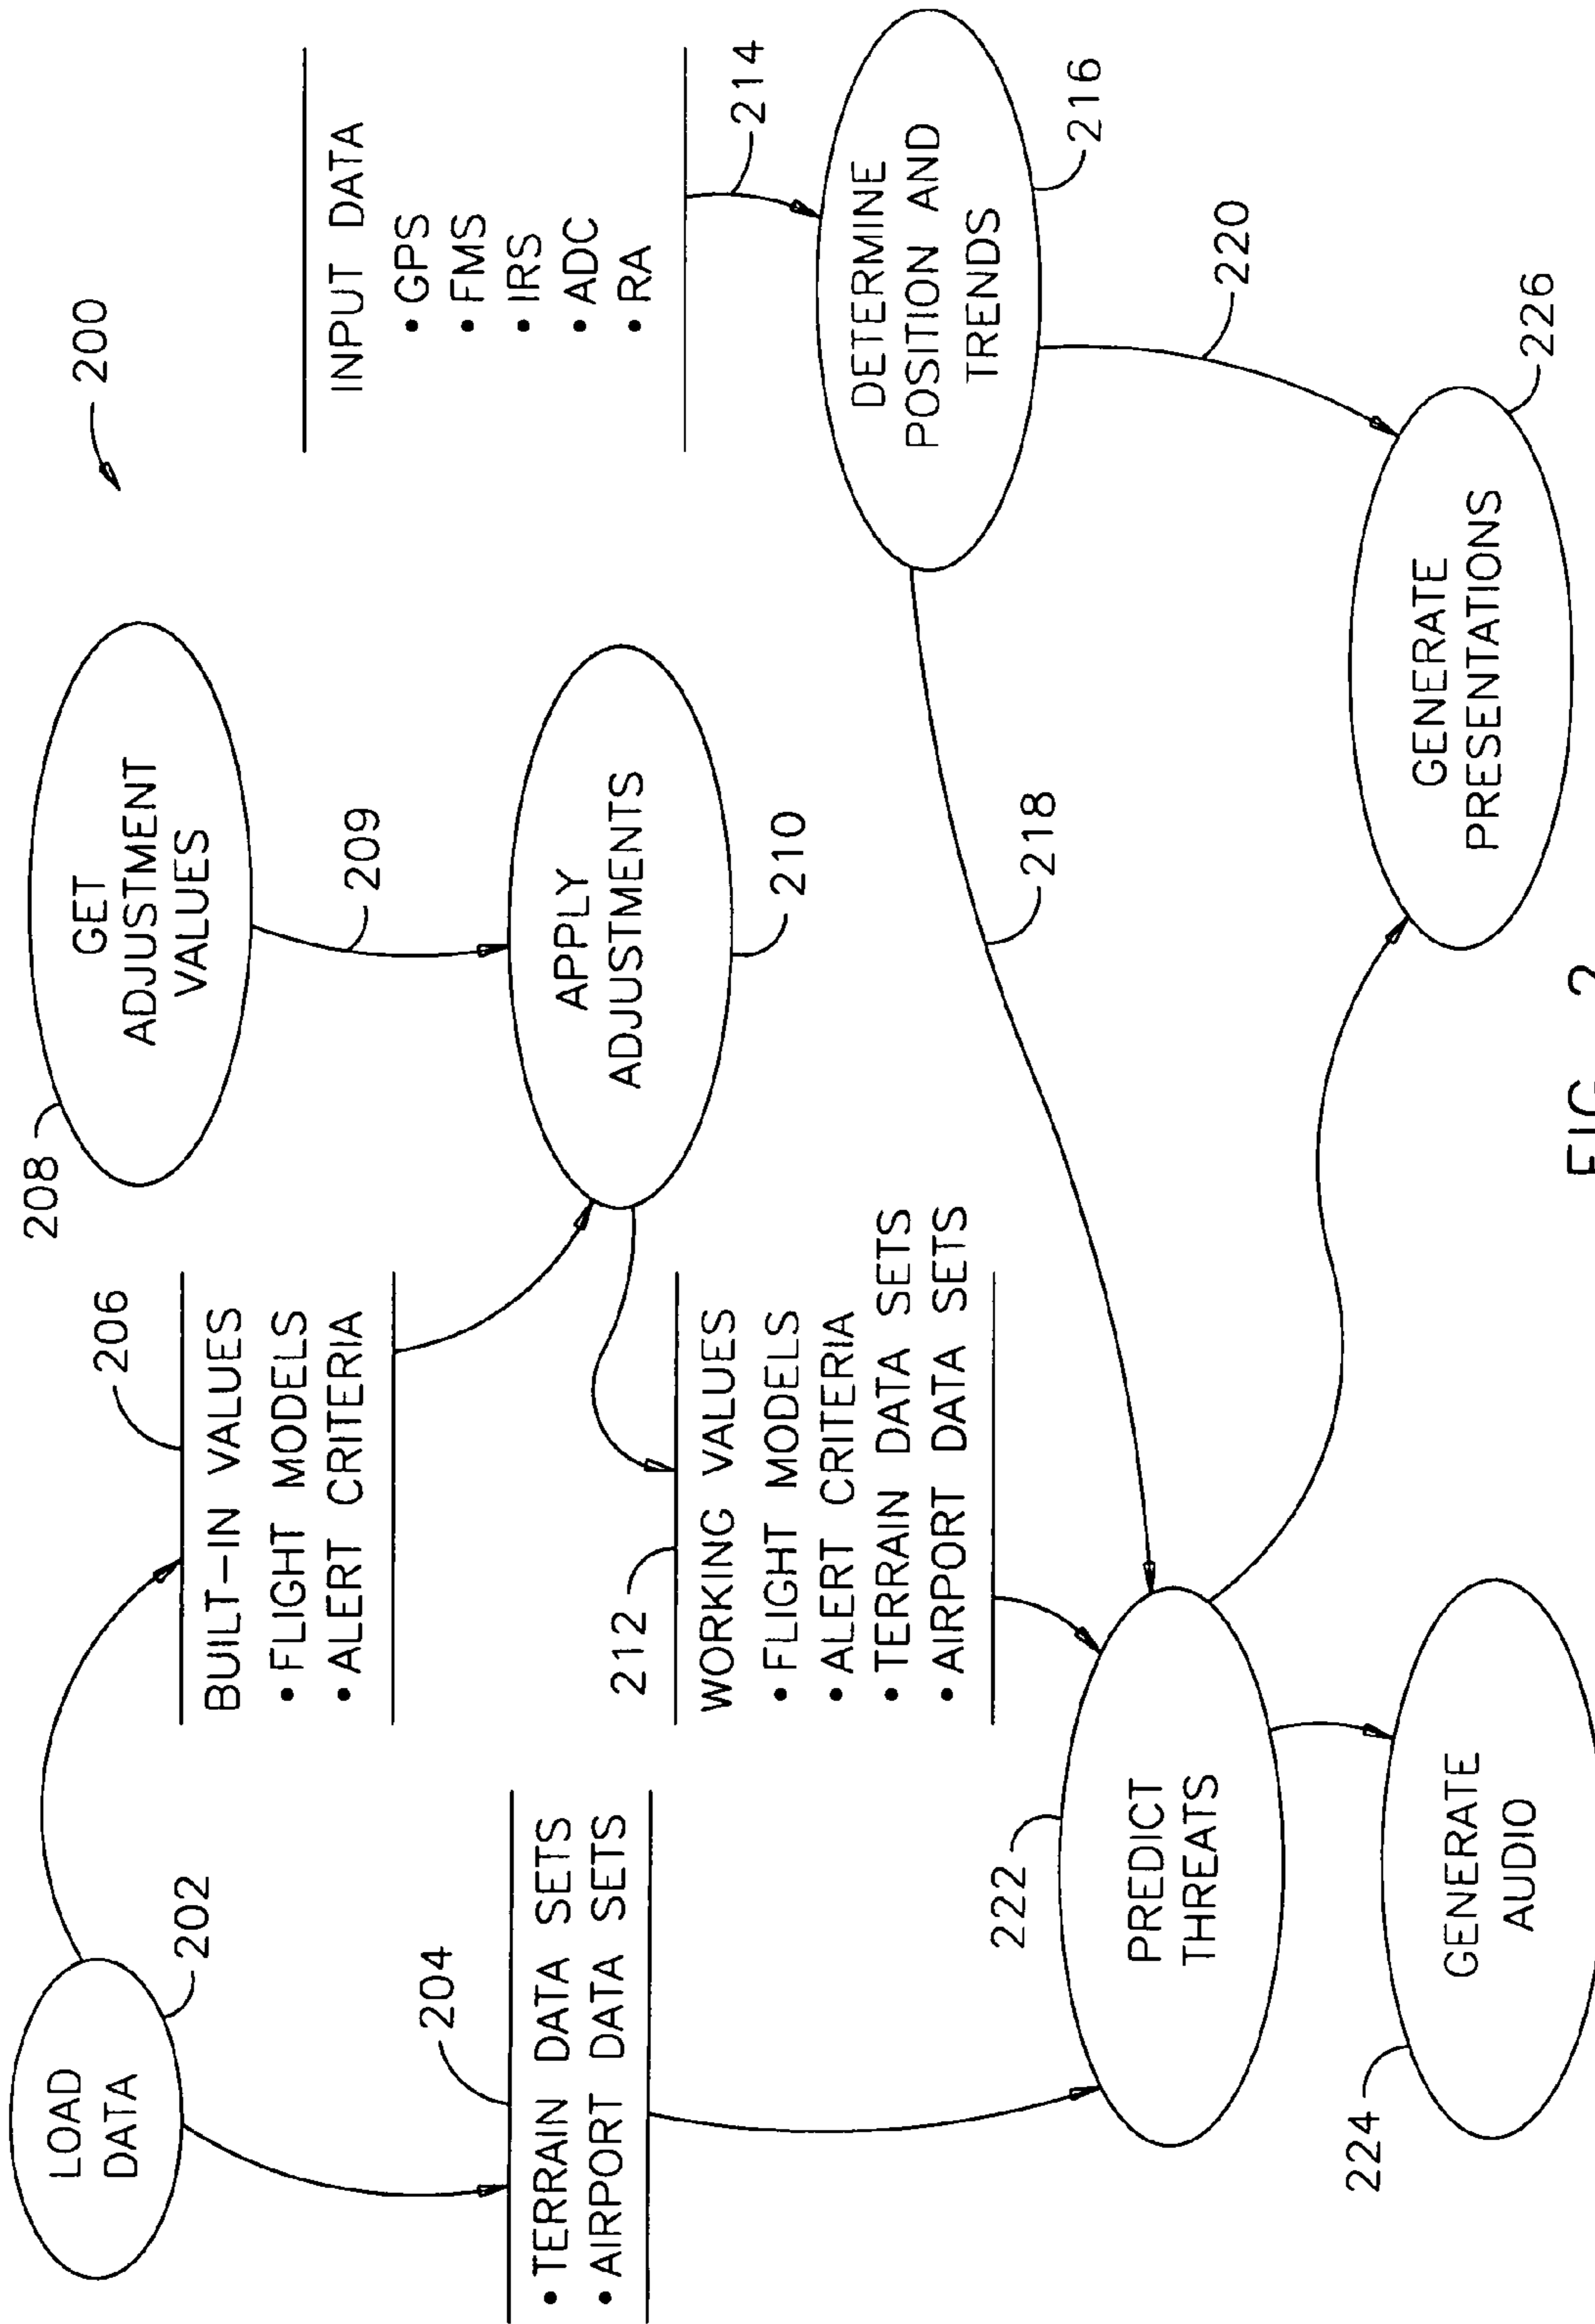 200
LOAD
DATA
202
206
BUILT-IN VALUES
• FLIGHT MODELS
• ALERT CRITERIA
208
GET
ADJUSTMENT
VALUES
209
INPUT DATA
• GPS
• FMS
• IRS
• ADC
• RA
214
204
• TERRAIN DATA SETS
• AIRPORT DATA SETS
212
WORKING VALUES
• FLIGHT MODELS
• ALERT CRITERIA
• TERRAIN DATA SETS
• AIRPORT DATA SETS
APPLY
ADJUSTMENTS
210
DETERMINE
POSITION AND
TRENDS
216
218
220
222
PREDICT
THREATS
224
GENERATE
AUDIO
GENERATE
PRESENTATIONS
226
FIG. 2